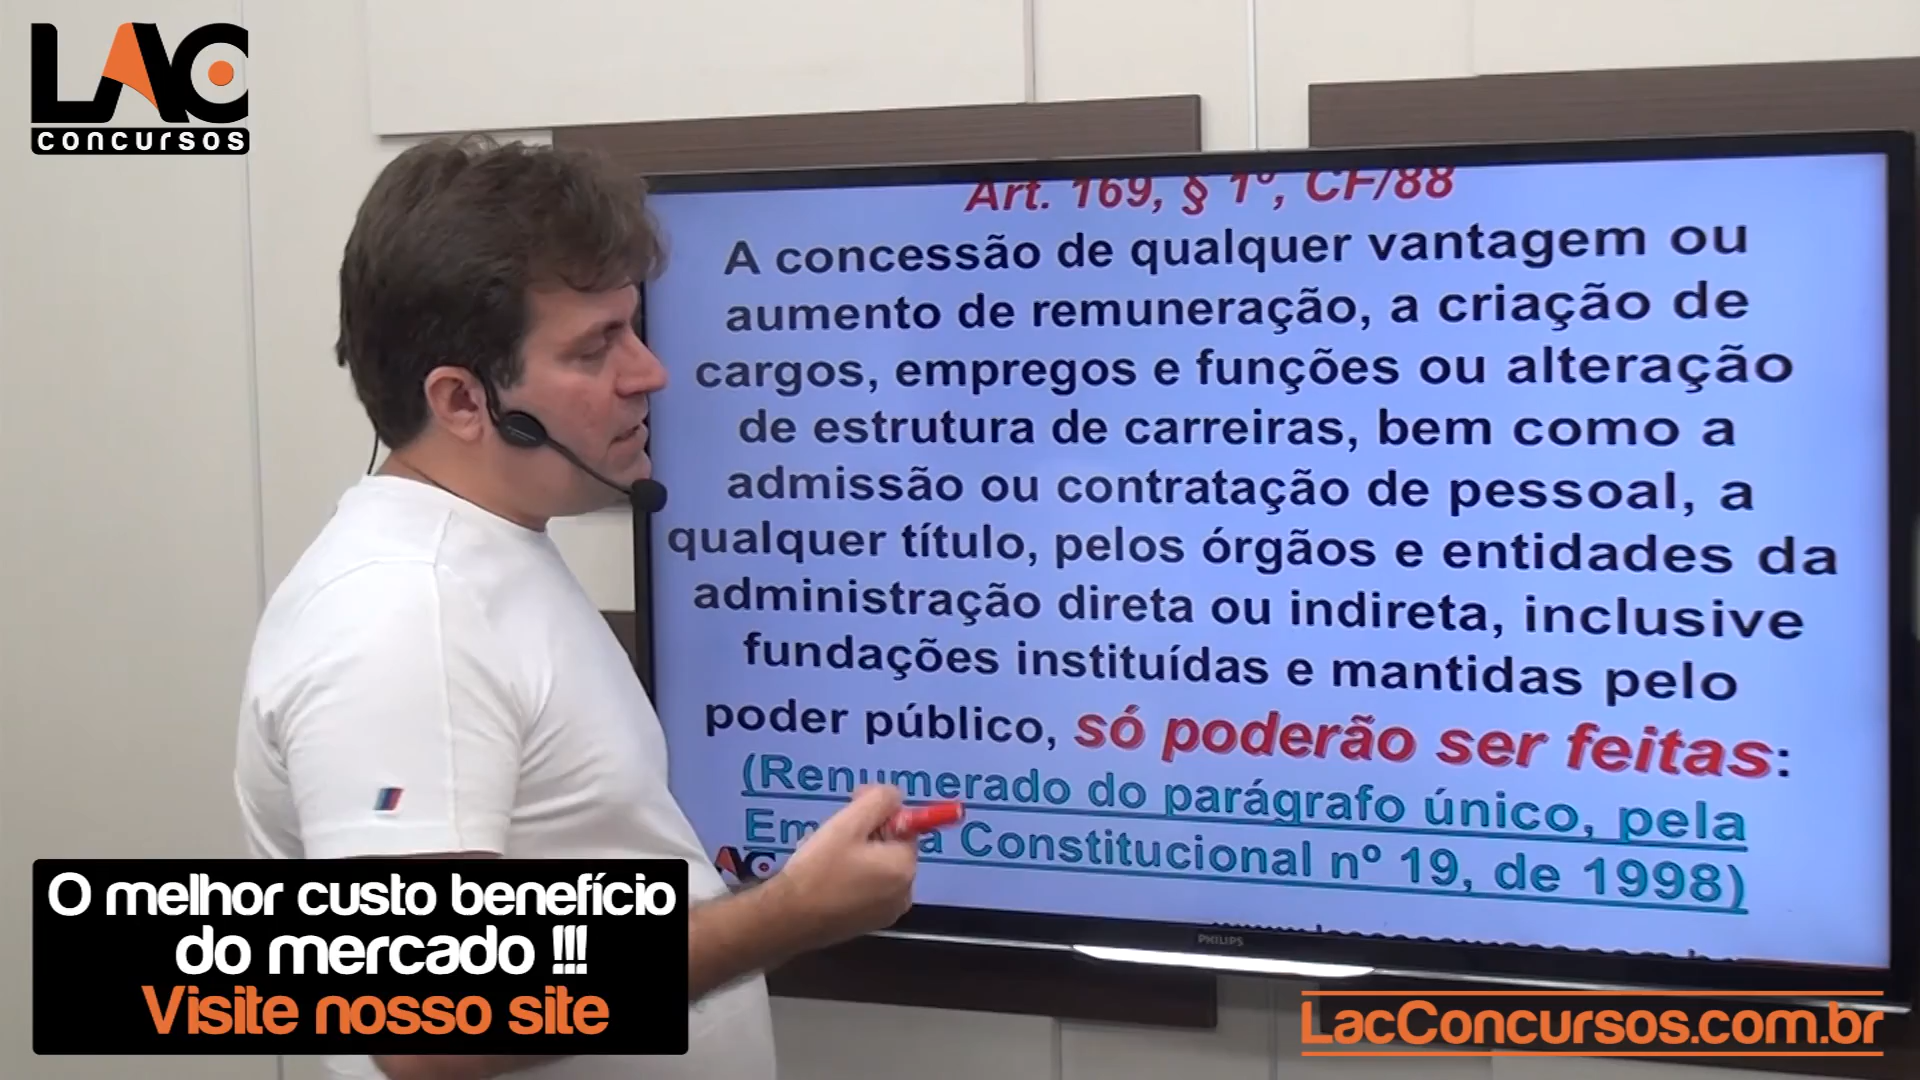 LAC
concursos
Art. 169, § 1º, CF/88
A concessão de qualquer vantagem ou
aumento de remuneração, a criação de
cargos, empregos e funções ou alteração
de estrutura de carreiras, bem como a
admissão ou contratação de pessoal, a
qualquer título, pelos órgãos e entidades da
administração direta ou indireta, inclusive
fundações instituídas e mantidas pelo
poder público, só poderão ser feitas:
(Renumerado do parágrafo único, pela
Constitucional nº 19, de 1998)
PHILIPS
O melhor custo benefício
do mercado !!!
Visite nosso site
LacConcursos.com.br